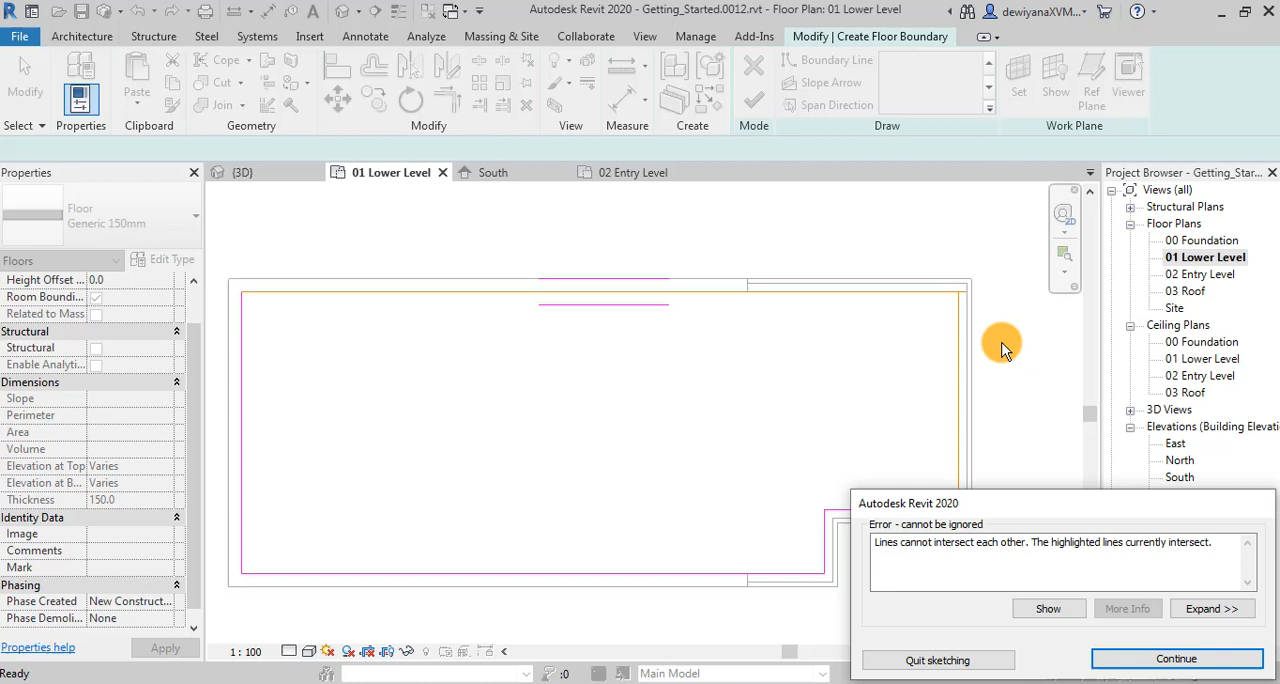 Autodesk Revit 2020 - Getting_Started.0012.rvt - Floor Plan: 01 Lower Level
dewiyanaXVM...
File Architecture Structure Steel Systems Insert Annotate Analyze Massing & Site Collaborate View Manage Add-Ins Modify | Create Floor Boundary
Modify
Paste
Cope
Cut
Join
Boundary Line
Slope Arrow
Span Direction
Set
Show
Ref
Plane
Viewer
Select Properties Clipboard Geometry Modify View Measure Create Mode Draw Work Plane
Properties
Floor
Generic 150mm
Floors Edit Type
Height Offset ... 0.0
Room Boundi...
Related to Mass
Structural
Structural
Enable Analyti...
Dimensions
Slope
Perimeter
Area
Volume
Elevation at Top Varies
Elevation at B... Varies
Thickness 150.0
Identity Data
Image
Comments
Mark
Phasing
Phase Created New Construct...
Phase Demoli... None
Properties help Apply
{3D} 01 Lower Level South 02 Entry Level
2D
Project Browser - Getting_Star...
Views (all)
Structural Plans
Floor Plans
00 Foundation
01 Lower Level
02 Entry Level
03 Roof
Site
Ceiling Plans
00 Foundation
01 Lower Level
02 Entry Level
03 Roof
3D Views
Elevations (Building Elevati
East
North
South
Autodesk Revit 2020
Error - cannot be ignored
Lines cannot intersect each other. The highlighted lines currently intersect.
Show More Info Expand >>
Quit sketching Continue
1 : 100
Ready :0 Main Model